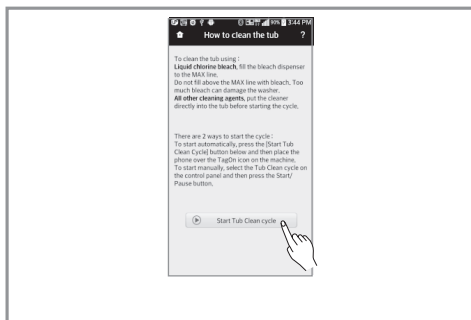 90% 3:44 PM
How to clean the tub ?
To clean the tub using :
Liquid chlorine bleach, fill the bleach dispenser
to the MAX line.
Do not fill above the MAX line with bleach, Too
much bleach can damage the washer.
All other cleaning agents, put the cleaner
directly into the tub before starting the cycle.
There are 2 ways to start the cycle :
To start automatically, press the [Start Tub
Clean Cycle] button below and then place the
phone over the TagOn icon on the machine.
To start manually, select the Tub Clean cycle on
the control panel and then press the Start/
Pause button.
Start Tub Clean cycle